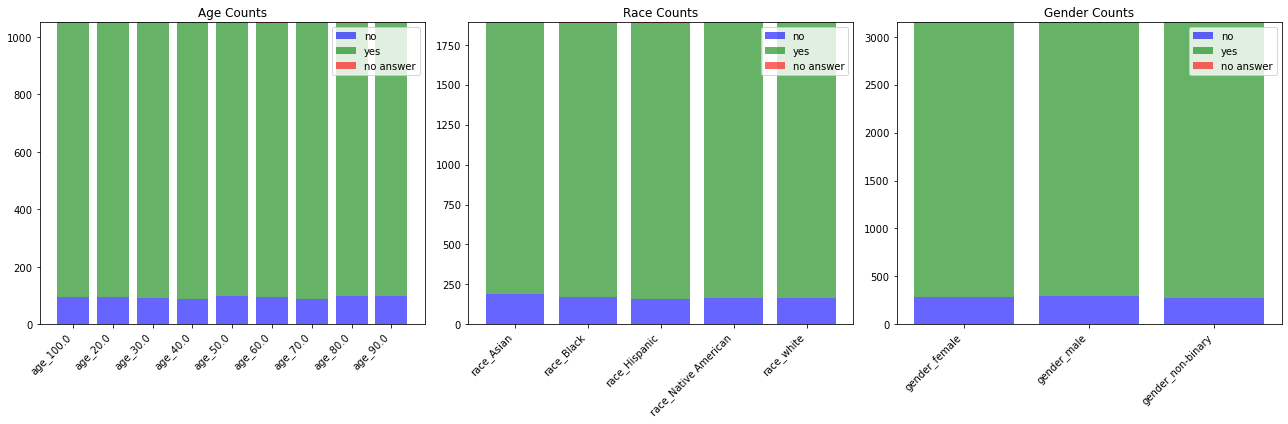 Age Counts
1000
800
600
400
200
0
no
yes
no answer
age_100.0
age_20.0
age_30.0
age_40.0
age_50.0
age_60.0
age_70.0
age_80.0
age_90.0
Race Counts
1750
1500
1250
1000
750
500
250
0
no
yes
no answer
race_Asian
race_Black
race_Hispanic
race_Native American
race_white
Gender Counts
3000
2500
2000
1500
1000
500
0
no
yes
no answer
gender_female
gender_male
gender_non-binary